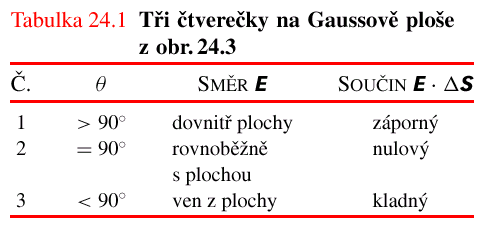 Tabulka 24.1 Tři čtverečky na Gaussově ploše
z obr. 24.3
Č. θ SMĚR E SOUČIN E · ΔS
1 > 90° dovnitř plochy záporný
2 = 90° rovnoběžně nulový
s plochou
3 < 90° ven z plochy kladný